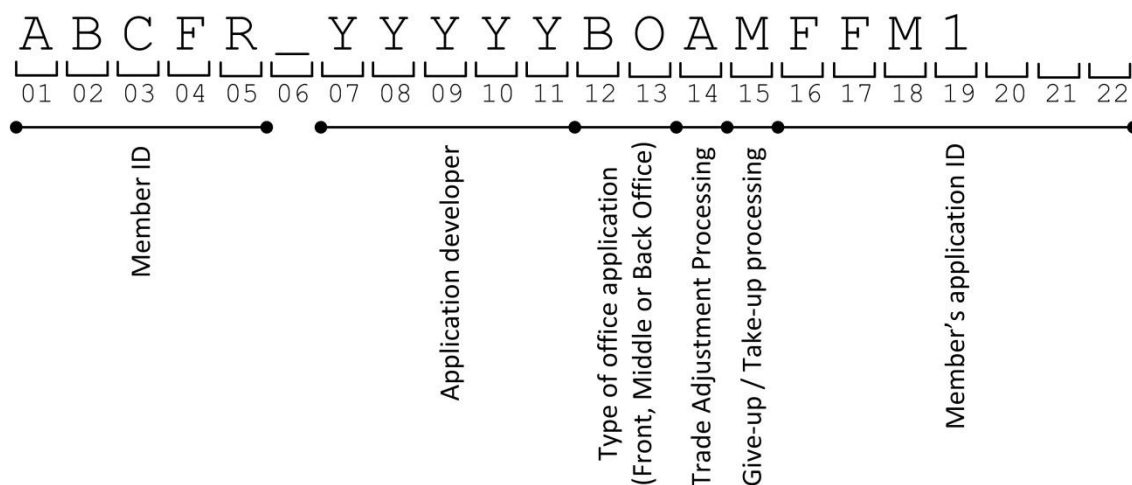 A B C F R _ Y Y Y Y Y B O A M F F M 1
01 02 03 04 05 06 07 08 09 10 11 12 13 14 15 16 17 18 19 20 21 22
Member ID
Application developer
Type of office application
(Front, Middle or Back Office)
Trade Adjustment Processing
Give-up / Take-up processing
Member's application ID